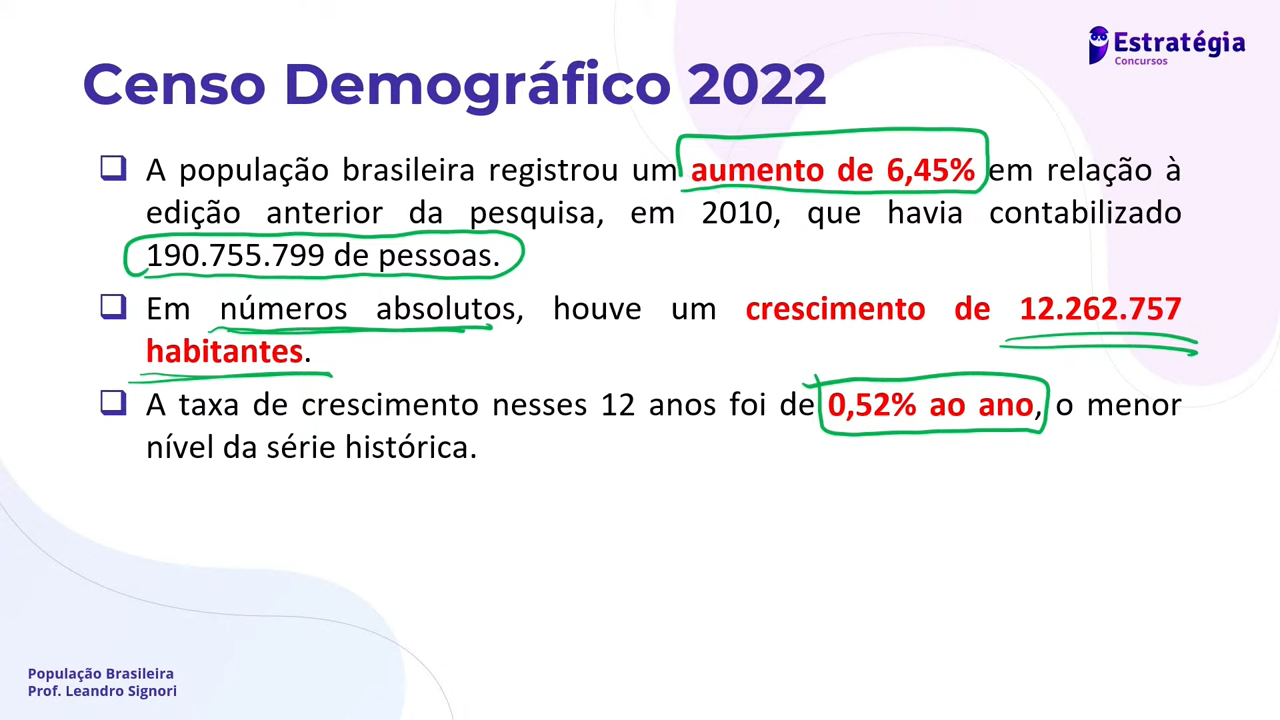 Estratégia
Concursos
Censo Demográfico 2022
A população brasileira registrou um aumento de 6,45% em relação à
edição anterior da pesquisa, em 2010, que havia contabilizado
190.755.799 de pessoas.
Em números absolutos, houve um crescimento de 12.262.757
habitantes.
A taxa de crescimento nesses 12 anos foi de 0,52% ao ano, o menor
nível da série histórica.
População Brasileira
Prof. Leandro Signori